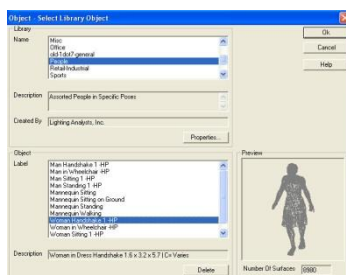 Object - Select Library Object
Library
Name
Misc
Office
old-1dot7-general
People
Retail-Industrial
Sports
Ok
Cancel
Help
Description
Assorted People in Specific Poses
Created By
Lighting Analysts, Inc.
Properties...
Object
Label
Man Handshake 1 -HP
Man in Wheelchair -HP
Man Sitting 1 -HP
Man Standing 1 -HP
Mannequin Sitting
Mannequin Sitting on Ground
Mannequin Standing
Mannequin Walking
Woman Handshake 1 -HP
Woman in Wheelchair -HP
Woman Sitting 1 -HP
Preview
Description
Woman in Dress Handshake 1.6 x 3.2 x 5.7 | C= Varies
Delete
Number Of Surfaces
8980